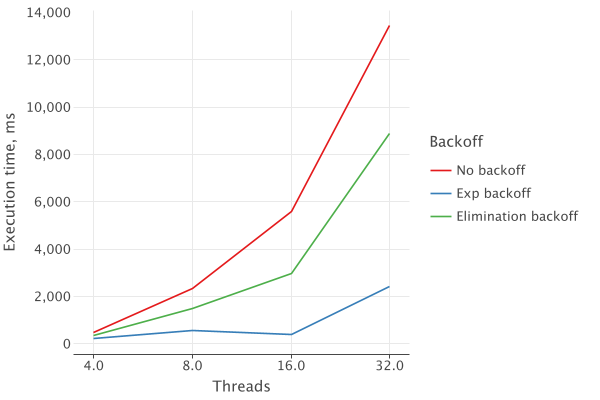 14,000
12,000
10,000
8,000
6,000
4,000
2,000
0
Execution time, ms
4.0 8.0 16.0 32.0
Threads
Backoff
No backoff
Exp backoff
Elimination backoff